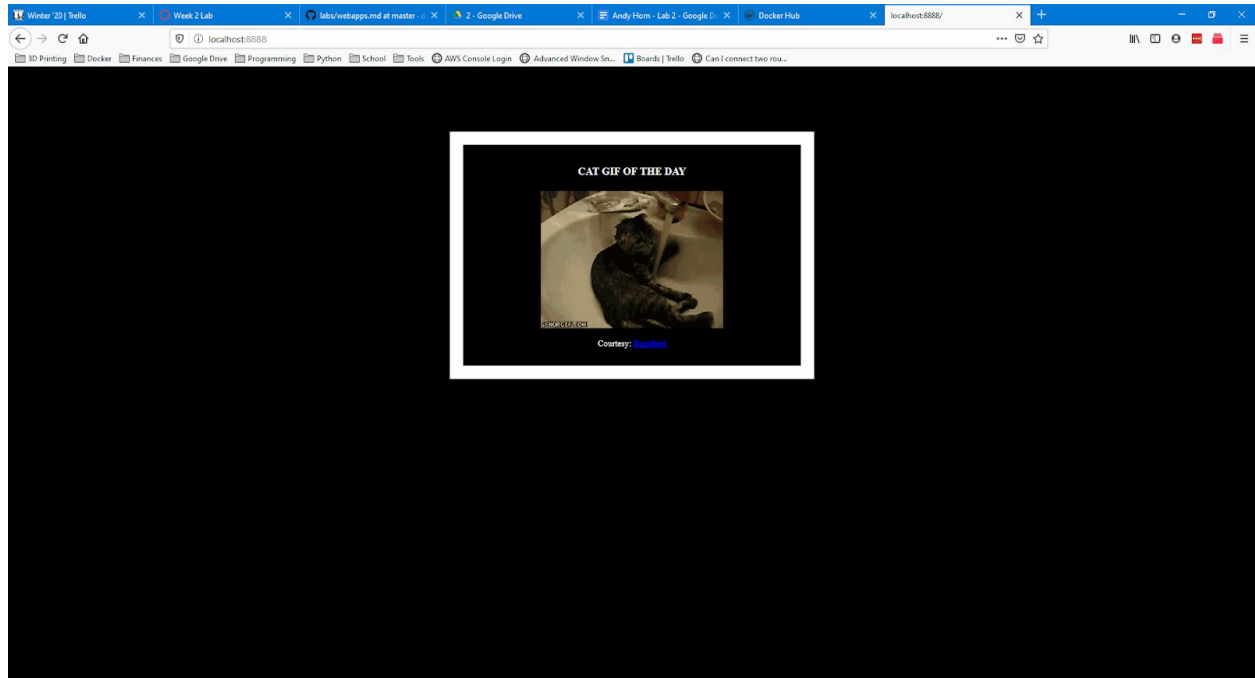 Winter '20 | Trello
Week 2 Lab
labs/webapps.md at master · d
2 - Google Drive
Andy Horn - Lab 2 - Google Do
Docker Hub
localhost:8888/
localhost:8888
3D Printing
Docker
Finances
Google Drive
Programming
Python
School
Tools
AWS Console Login
Advanced Window Sn...
Boards | Trello
Can I connect two rou...
CAT GIF OF THE DAY
SENORGIF.COM
Courtesy: Buzzfeed